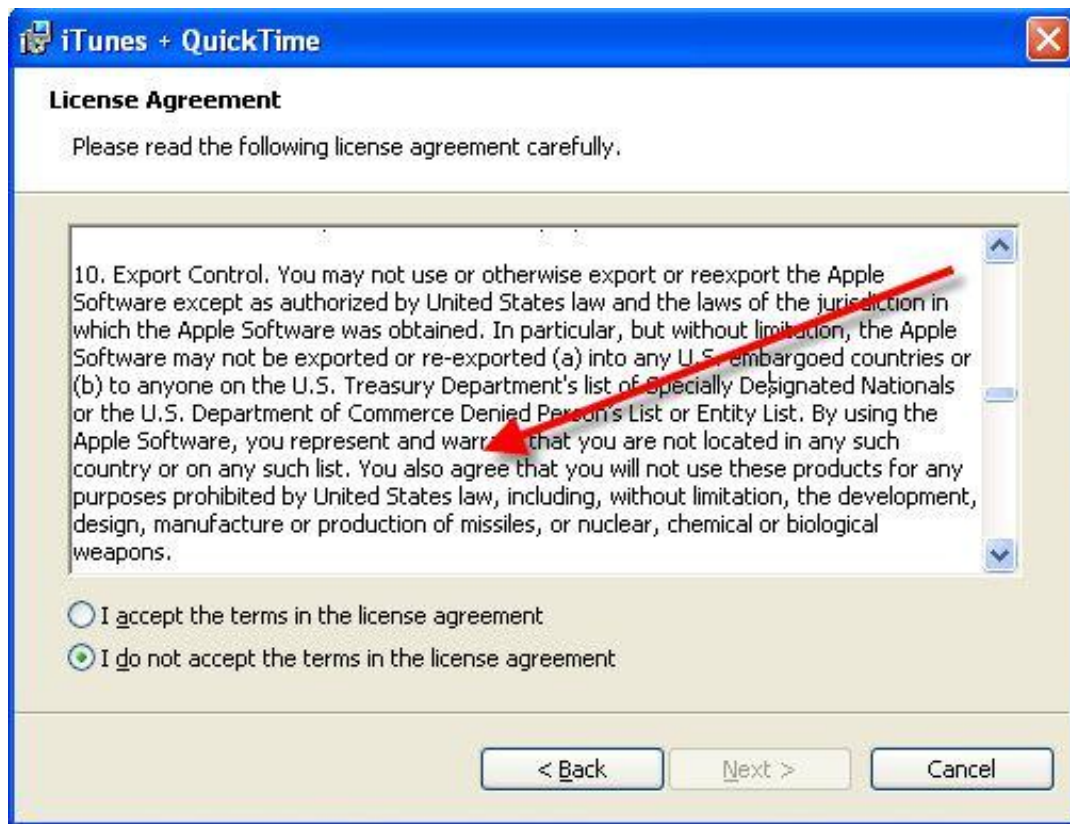 iTunes + QuickTime
License Agreement
Please read the following license agreement carefully.
10. Export Control. You may not use or otherwise export or reexport the Apple
Software except as authorized by United States law and the laws of the jurisdiction in
which the Apple Software was obtained. In particular, but without limitation, the Apple
Software may not be exported or re-exported (a) into any U.S. embargoed countries or
(b) to anyone on the U.S. Treasury Department's list of Specially Designated Nationals
or the U.S. Department of Commerce Denied Person's List or Entity List. By using the
Apple Software, you represent and warrant that you are not located in any such
country or on any such list. You also agree that you will not use these products for any
purposes prohibited by United States law, including, without limitation, the development,
design, manufacture or production of missiles, or nuclear, chemical or biological
weapons.
I accept the terms in the license agreement
I do not accept the terms in the license agreement
< Back Next > Cancel